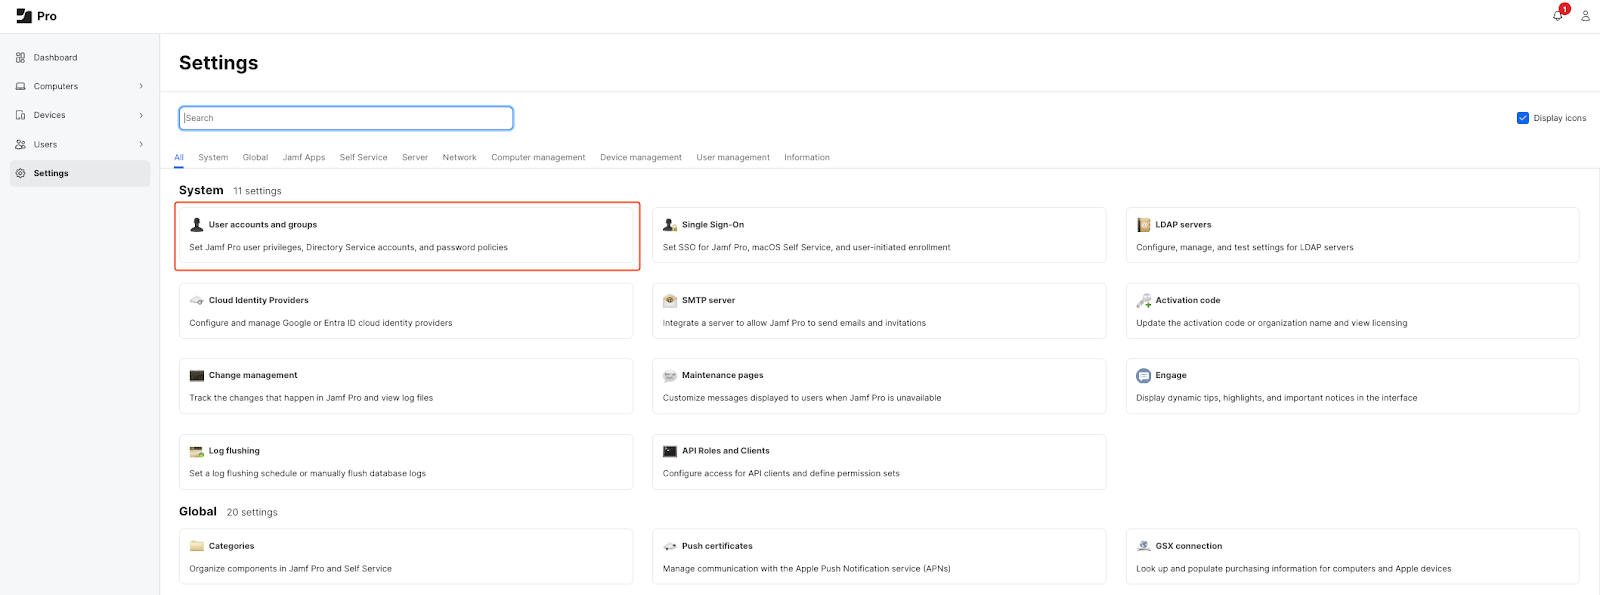 Pro
1
Dashboard
Computers
Devices
Users
Settings
Settings
Search
Display icons
All System Global Jamf Apps Self Service Server Network Computer management Device management User management Information
System 11 settings
User accounts and groups
Set Jamf Pro user privileges, Directory Service accounts, and password policies
Single Sign-On
Set SSO for Jamf Pro, macOS Self Service, and user-initiated enrollment
LDAP servers
Configure, manage, and test settings for LDAP servers
Cloud Identity Providers
Configure and manage Google or Entra ID cloud identity providers
SMTP server
Integrate a server to allow Jamf Pro to send emails and invitations
Activation code
Update the activation code or organization name and view licensing
Change management
Track the changes that happen in Jamf Pro and view log files
Maintenance pages
Customize messages displayed to users when Jamf Pro is unavailable
Engage
Display dynamic tips, highlights, and important notices in the interface
Log flushing
Set a log flushing schedule or manually flush database logs
API Roles and Clients
Configure access for API clients and define permission sets
Global 20 settings
Categories
Organize components in Jamf Pro and Self Service
Push certificates
Manage communication with the Apple Push Notification service (APNs)
GSX connection
Look up and populate purchasing information for computers and Apple devices